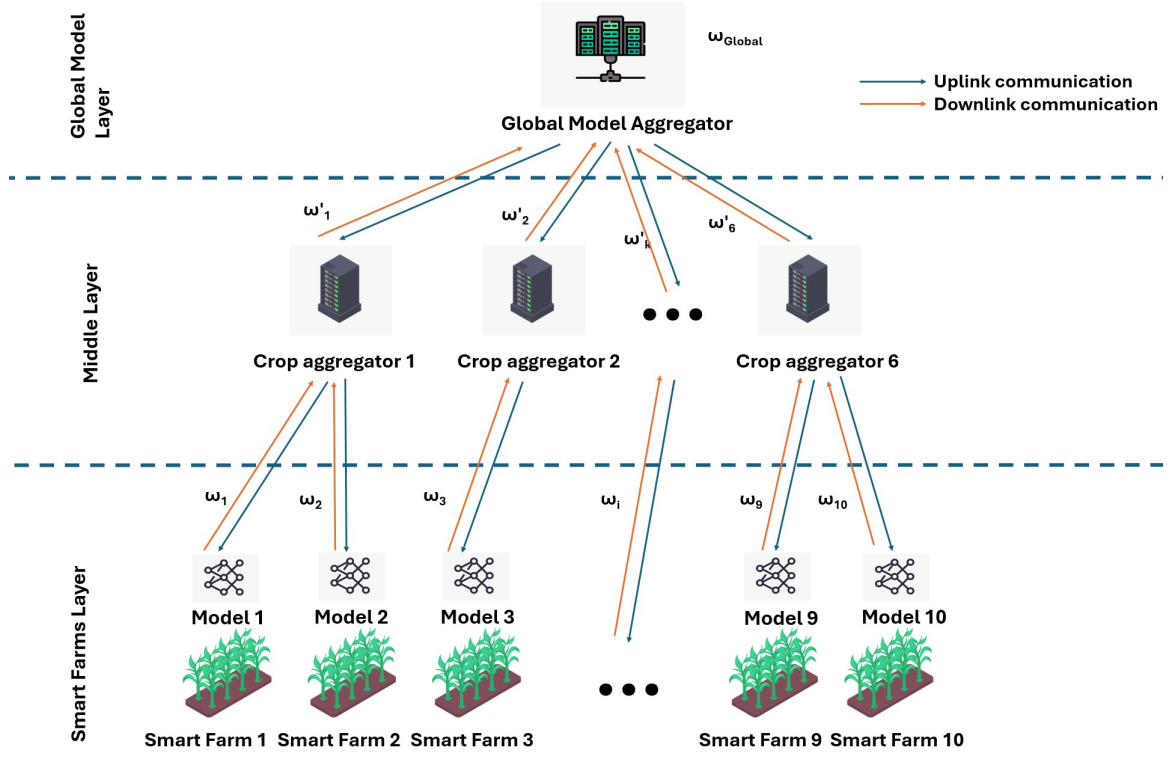 Global Model
Layer
ωGlobal
Uplink communication
Downlink communication
Global Model Aggregator
Middle Layer
ω'1
ω'2
ω'k
ω'6
Crop aggregator 1
Crop aggregator 2
Crop aggregator 6
Smart Farms Layer
ω1
ω2
ω3
ωi
ω9
ω10
Model 1
Model 2
Model 3
Model 9
Model 10
Smart Farm 1
Smart Farm 2
Smart Farm 3
Smart Farm 9
Smart Farm 10